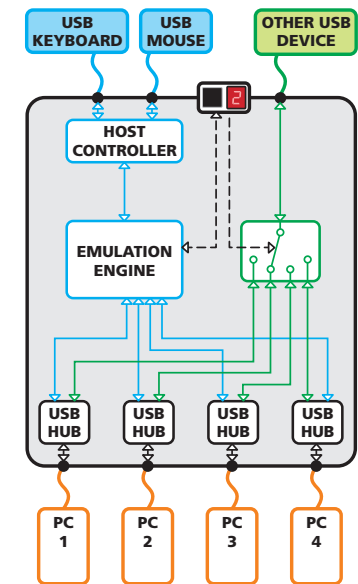 USB
KEYBOARD
USB
MOUSE
OTHER USB
DEVICE
2
HOST
CONTROLLER
EMULATION
ENGINE
USB
HUB
USB
HUB
USB
HUB
USB
HUB
PC
1
PC
2
PC
3
PC
4